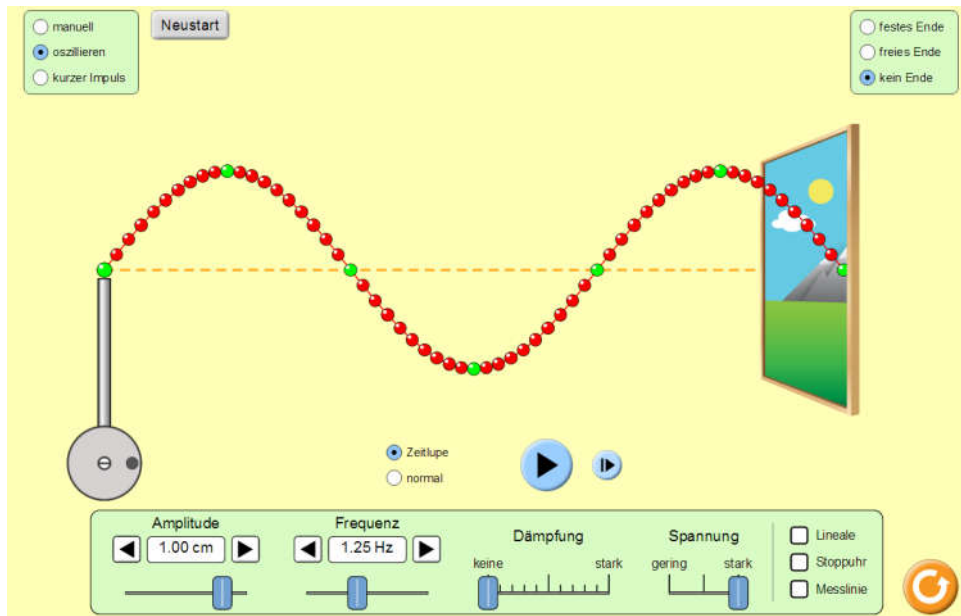 manuell
oszillieren
kurzer Impuls
Neustart
festes Ende
freies Ende
kein Ende
Zeitlupe
normal
Amplitude
1.00 cm
Frequenz
1.25 Hz
Dämpfung
keine stark
Spannung
gering stark
Lineale
Stoppuhr
Messlinie